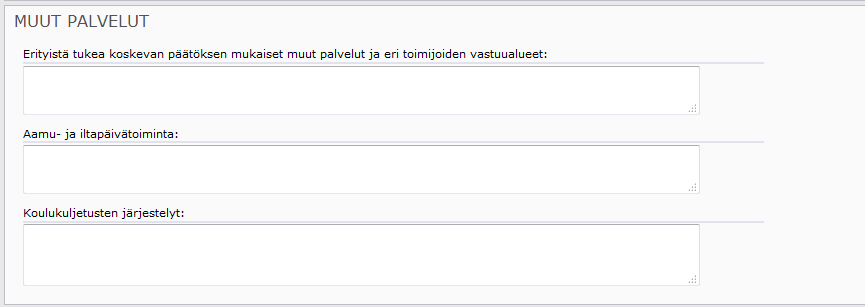 MUUT PALVELUT
Erityistä tukea koskevan päätöksen mukaiset muut palvelut ja eri toimijoiden vastuualueet:
Aamu- ja iltapäivätoiminta:
Koulukuljetusten järjestelyt: